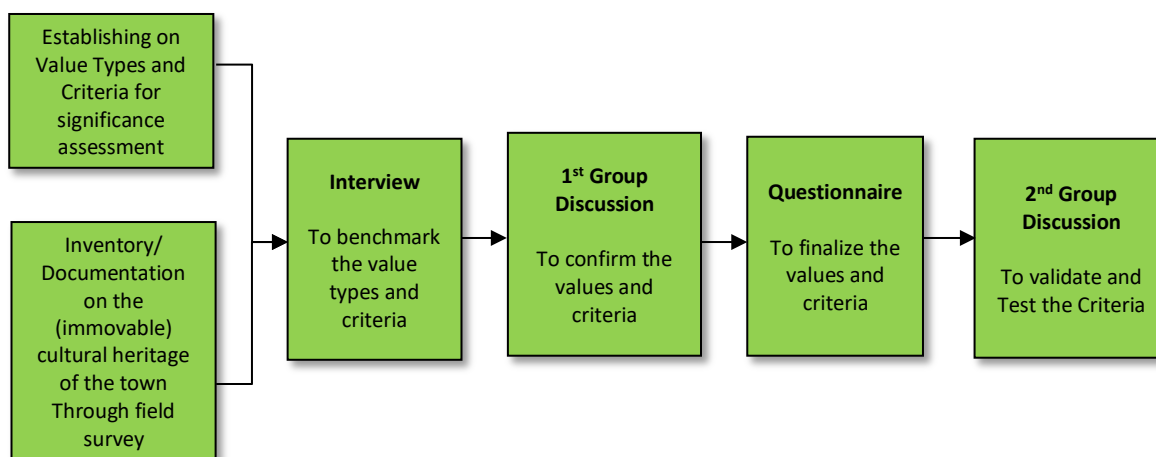 Establishing on
Value Types and
Criteria for
significance
assessment
Inventory/
Documentation
on the
(immovable)
cultural heritage
of the town
Through field
survey
Interview
To benchmark
the value
types and
criteria
1st Group
Discussion
To confirm the
values and
criteria
Questionnaire
To finalize the
values and
criteria
2nd Group
Discussion
To validate and
Test the Criteria